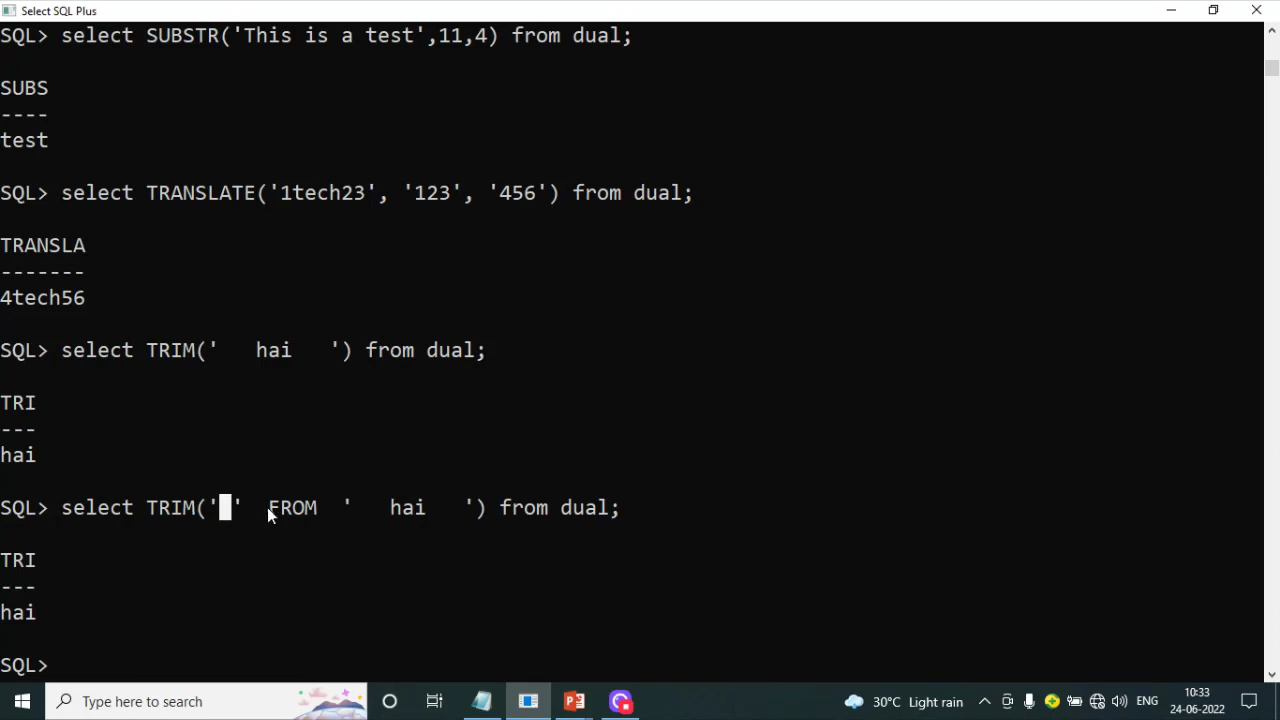 Select SQL Plus
SQL> select SUBSTR('This is a test',11,4) from dual;
SUBS
----
test
SQL> select TRANSLATE('1tech23', '123', '456') from dual;
TRANSLA
-------
4tech56
SQL> select TRIM('   hai   ') from dual;
TRI
---
hai
SQL> select TRIM(' '  FROM  '   hai   ') from dual;
TRI
---
hai
SQL>
Type here to search
30°C Light rain
ENG
10:33
24-06-2022